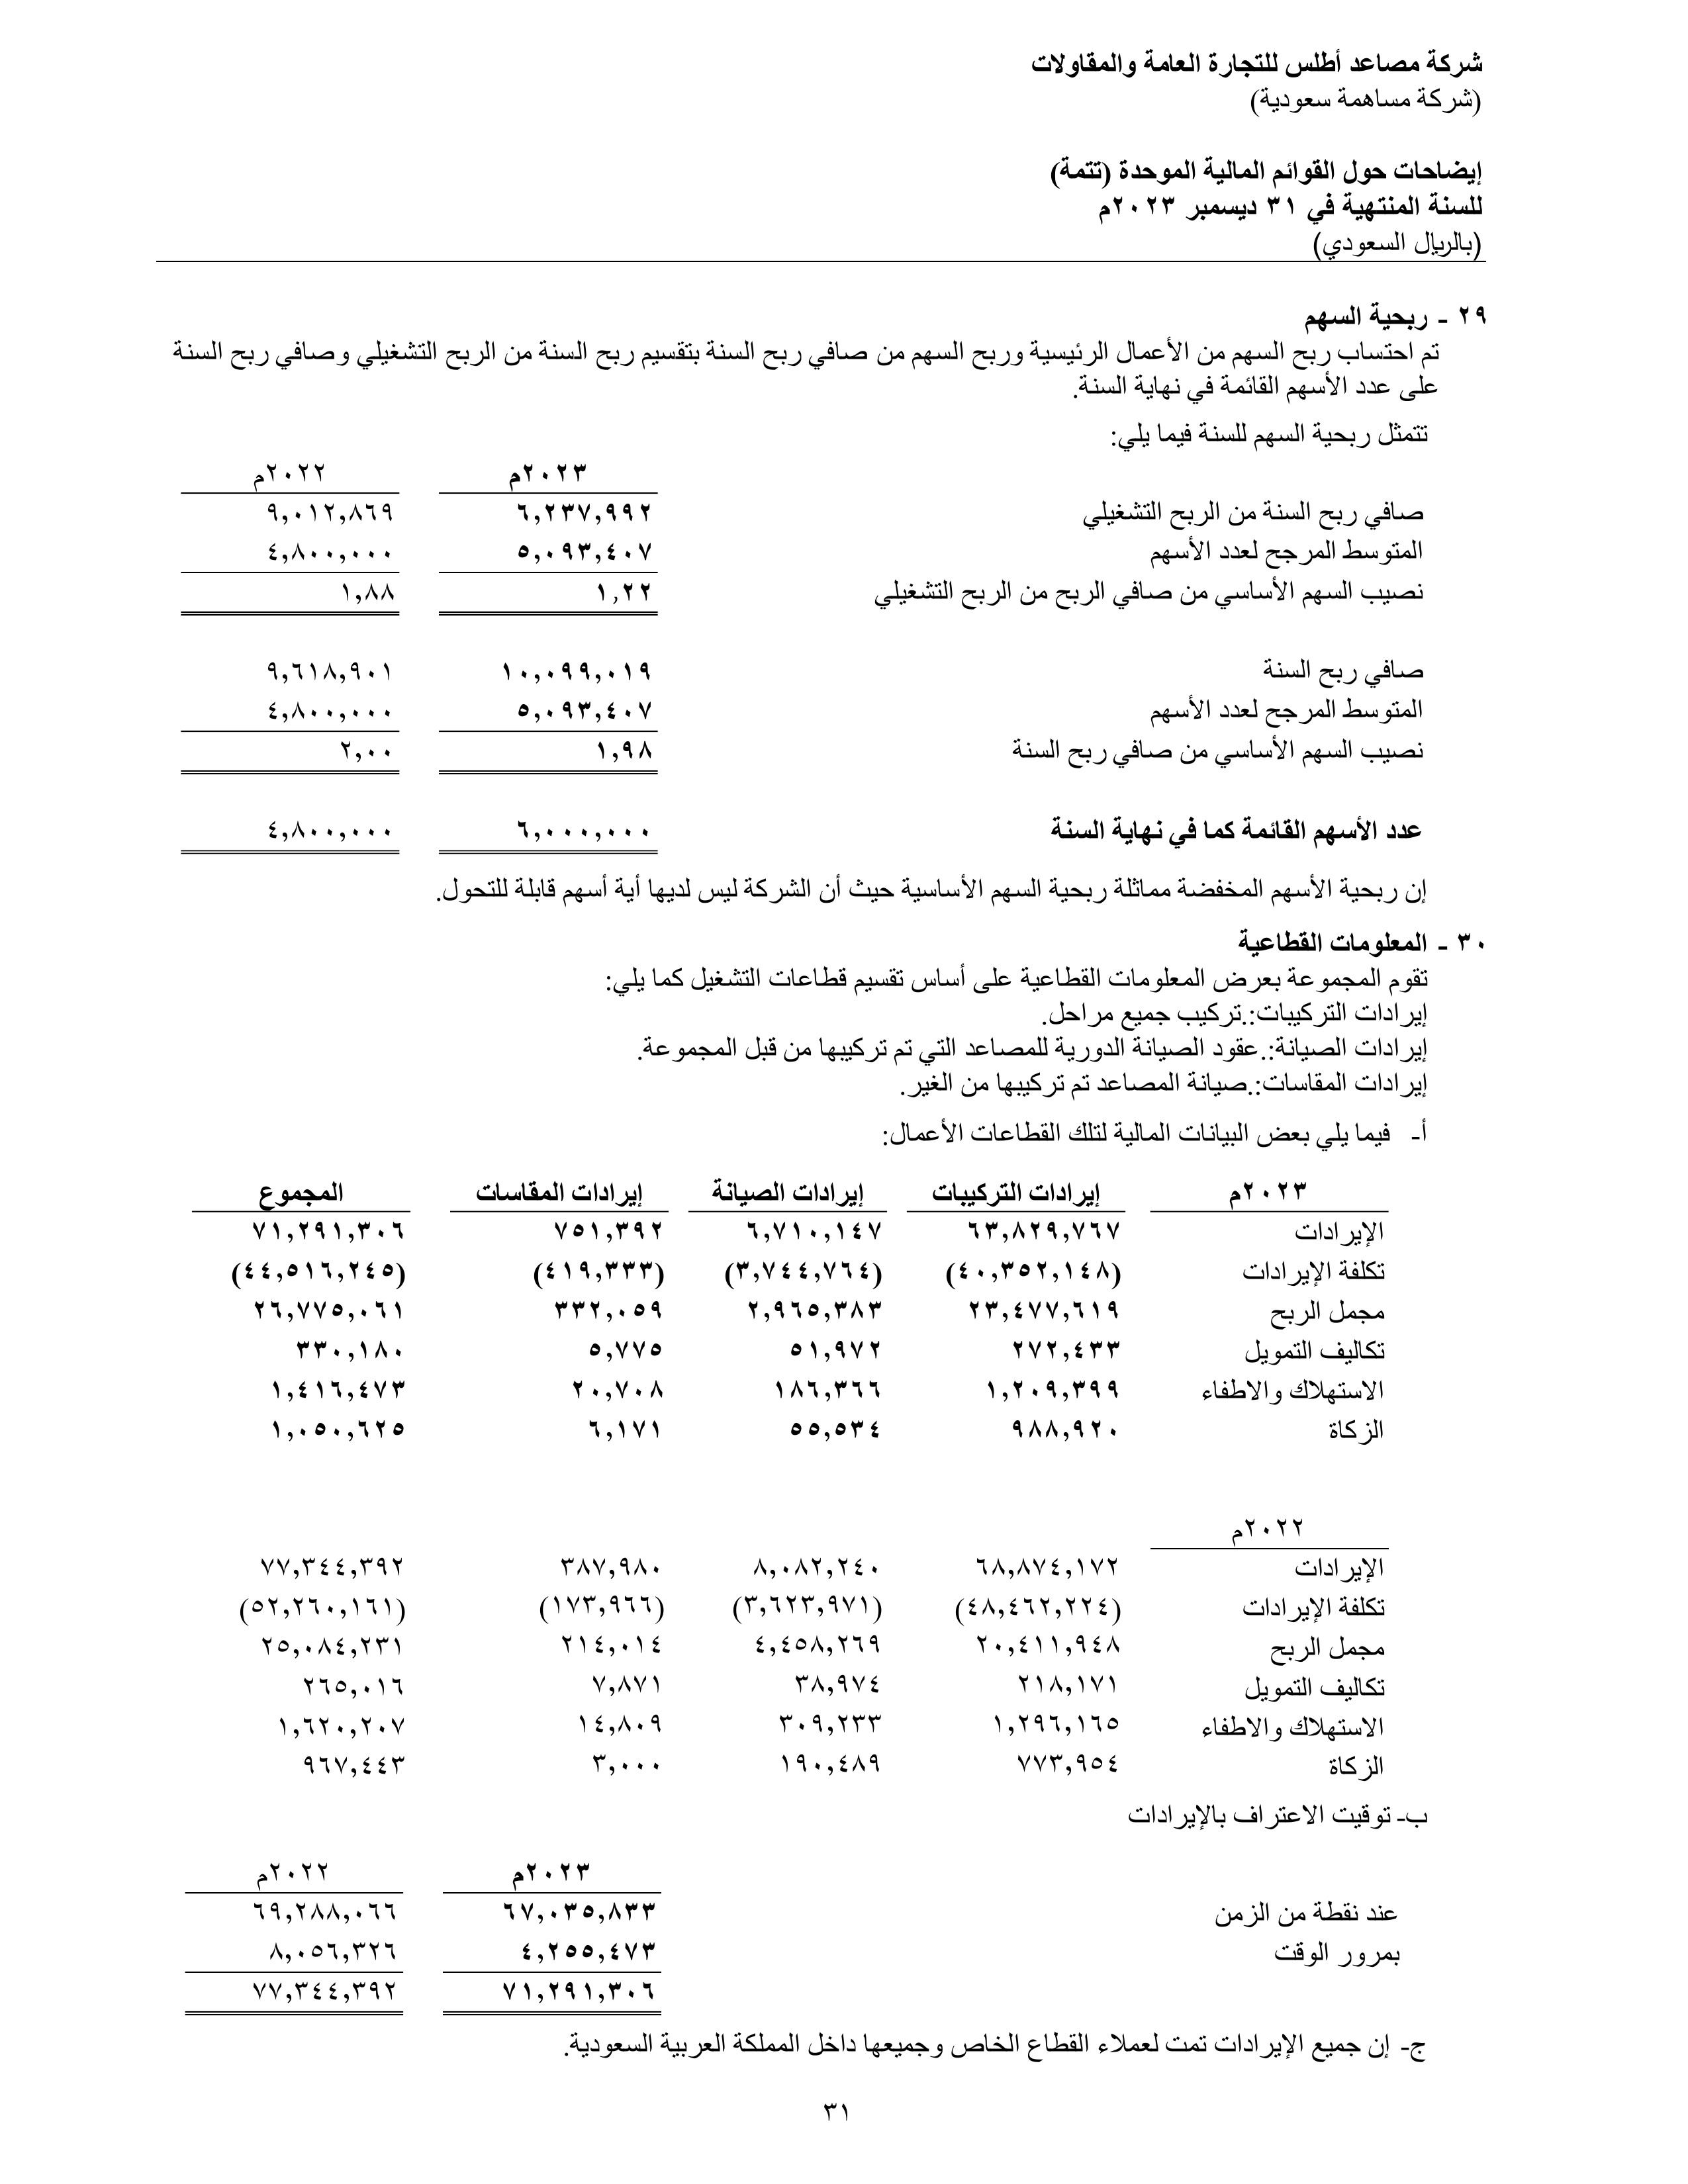 شركة مصاعد أطلس للتجارة العامة والمقاولات
(شركة مساهمة سعودية)
إيضاحات حول القوائم المالية الموحدة (تتمة)
للسنة المنتهية في ٣١ ديسمبر ٢٠٢٣م
(بالريال السعودي)
٢٩ - ربحية السهم
تم احتساب ربح السهم من الأعمال الرئيسية وربح السهم من صافي ربح السنة بتقسيم ربح السنة من الربح التشغيلي وصافي ربح السنة
على عدد الأسهم القائمة في نهاية السنة.
تتمثل ربحية السهم للسنة فيما يلي:
٢٠٢٣م ٢٠٢٢م
صافي ربح السنة من الربح التشغيلي ٦,٢٣٧,٩٩٢ ٩,٠١٢,٨٦٩
المتوسط المرجح لعدد الأسهم ٥,٠٩٣,٤٠٧ ٤,٨٠٠,٠٠٠
نصيب السهم الأساسي من صافي الربح من الربح التشغيلي ١,٢٢ ١,٨٨
صافي ربح السنة ١٠,٠٩٩,٠١٩ ٩,٦١٨,٩٠١
المتوسط المرجح لعدد الأسهم ٥,٠٩٣,٤٠٧ ٤,٨٠٠,٠٠٠
نصيب السهم الأساسي من صافي ربح السنة ١,٩٨ ٢,٠٠
عدد الأسهم القائمة كما في نهاية السنة ٦,٠٠٠,٠٠٠ ٤,٨٠٠,٠٠٠
إن ربحية الأسهم المخفضة مماثلة ربحية السهم الأساسية حيث أن الشركة ليس لديها أية أسهم قابلة للتحول.
٣٠ - المعلومات القطاعية
تقوم المجموعة بعرض المعلومات القطاعية على أساس تقسيم قطاعات التشغيل كما يلي:
إيرادات التركيبات:.تركيب جميع مراحل.
إيرادات الصيانة:.عقود الصيانة الدورية للمصاعد التي تم تركيبها من قبل المجموعة.
إيرادات المقاسات:.صيانة المصاعد تم تركيبها من الغير.
أ- فيما يلي بعض البيانات المالية لتلك القطاعات الأعمال:
٢٠٢٣م إيرادات التركيبات إيرادات الصيانة إيرادات المقاسات المجموع
الإيرادات ٦٣,٨٢٩,٧٦٧ ٦,٧١٠,١٤٧ ٧٥١,٣٩٢ ٧١,٢٩١,٣٠٦
تكلفة الإيرادات (٤٠,٣٥٢,١٤٨) (٣,٧٤٤,٧٦٤) (٤١٩,٣٣٣) (٤٤,٥١٦,٢٤٥)
مجمل الربح ٢٣,٤٧٧,٦١٩ ٢,٩٦٥,٣٨٣ ٣٣٢,٠٥٩ ٢٦,٧٧٥,٠٦١
تكاليف التمويل ٢٧٢,٤٣٣ ٥١,٩٧٢ ٥,٧٧٥ ٣٣٠,١٨٠
الاستهلاك والاطفاء ١,٢٠٩,٣٩٩ ١٨٦,٣٦٦ ٢٠,٧٠٨ ١,٤١٦,٤٧٣
الزكاة ٩٨٨,٩٢٠ ٥٥,٥٣٤ ٦,١٧١ ١,٠٥٠,٦٢٥
٢٠٢٢م
الإيرادات ٦٨,٨٧٤,١٧٢ ٨,٠٨٢,٢٤٠ ٣٨٧,٩٨٠ ٧٧,٣٤٤,٣٩٢
تكلفة الإيرادات (٤٨,٤٦٢,٢٢٤) (٣,٦٢٣,٩٧١) (١٧٣,٩٦٦) (٥٢,٢٦٠,١٦١)
مجمل الربح ٢٠,٤١١,٩٤٨ ٤,٤٥٨,٢٦٩ ٢١٤,٠١٤ ٢٥,٠٨٤,٢٣١
تكاليف التمويل ٢١٨,١٧١ ٣٨,٩٧٤ ٧,٨٧١ ٢٦٥,٠١٦
الاستهلاك والاطفاء ١,٢٩٦,١٦٥ ٣٠٩,٢٣٣ ١٤,٨٠٩ ١,٦٢٠,٢٠٧
الزكاة ٧٧٣,٩٥٤ ١٩٠,٤٨٩ ٣,٠٠٠ ٩٦٧,٤٤٣
ب- توقيت الاعتراف بالإيرادات
٢٠٢٣م ٢٠٢٢م
عند نقطة من الزمن ٦٧,٠٣٥,٨٣٣ ٦٩,٢٨٨,٠٦٦
بمرور الوقت ٤,٢٥٥,٤٧٣ ٨,٠٥٦,٣٢٦
٧١,٢٩١,٣٠٦ ٧٧,٣٤٤,٣٩٢
ج- إن جميع الإيرادات تمت لعملاء القطاع الخاص وجميعها داخل المملكة العربية السعودية.
٣١